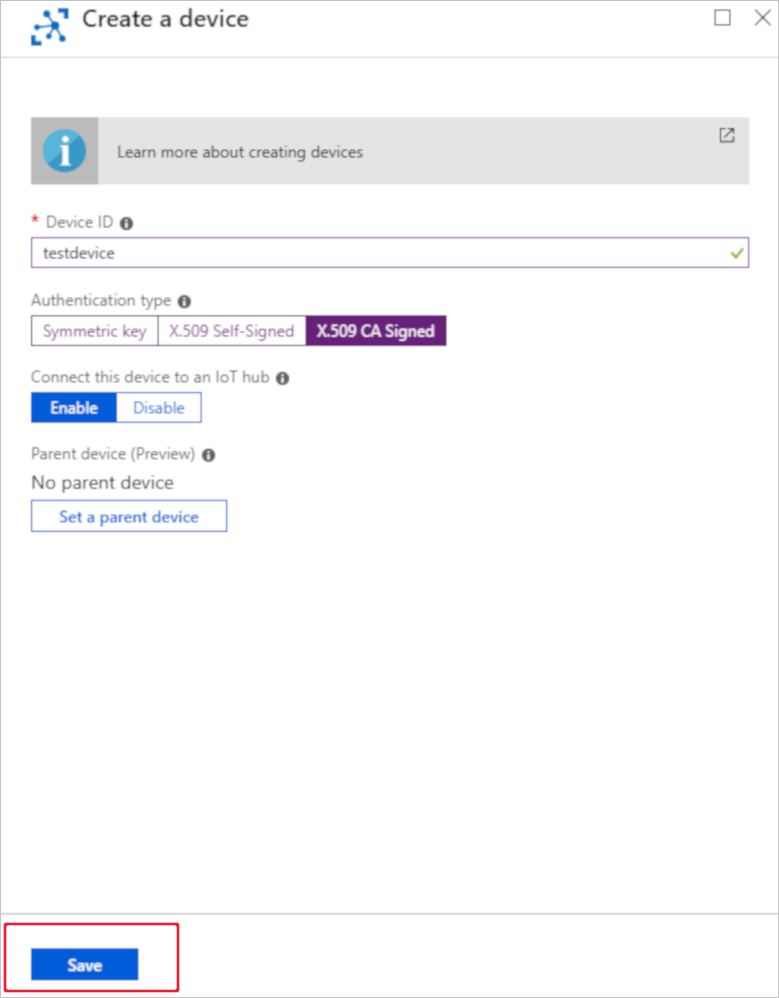 Create a device
Learn more about creating devices
* Device ID
testdevice
Authentication type
Symmetric key X.509 Self-Signed X.509 CA Signed
Connect this device to an IoT hub
Enable Disable
Parent device (Preview)
No parent device
Set a parent device
Save